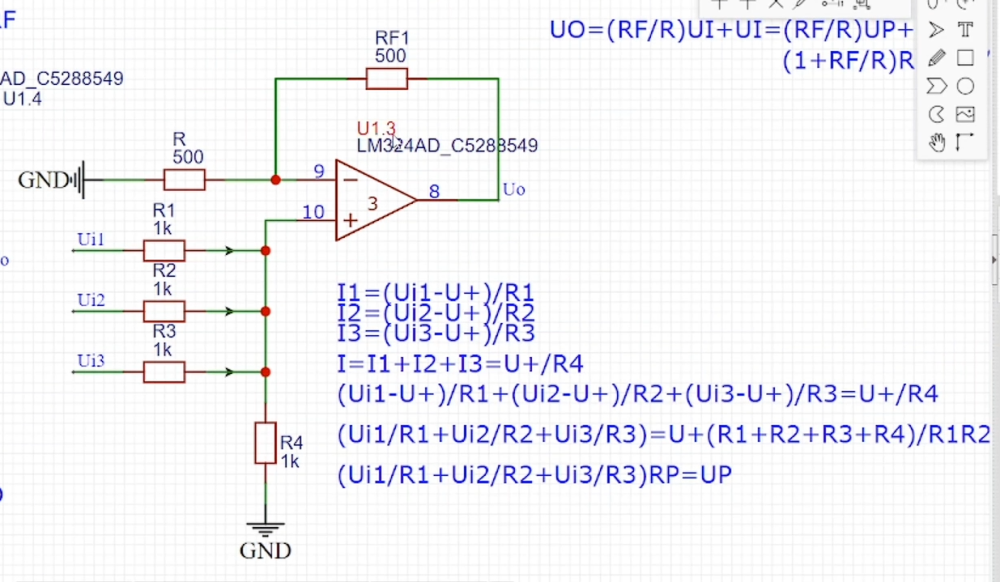 F
UO=(RF/R)UI+UI=(RF/R)UP+
(1+RF/R)R
RF1
500
AD_C5288549
U1.4
U1.3
LM324AD_C5288549
R
500
GND
9
8
Uo
3
10
R1
1k
Ui1
R2
1k
Ui2
R3
1k
Ui3
o
I1=(Ui1-U+)/R1
I2=(Ui2-U+)/R2
I3=(Ui3-U+)/R3
I=I1+I2+I3=U+/R4
(Ui1-U+)/R1+(Ui2-U+)/R2+(Ui3-U+)/R3=U+/R4
(Ui1/R1+Ui2/R2+Ui3/R3)=U+(R1+R2+R3+R4)/R1R2
(Ui1/R1+Ui2/R2+Ui3/R3)RP=UP
R4
1k
GND